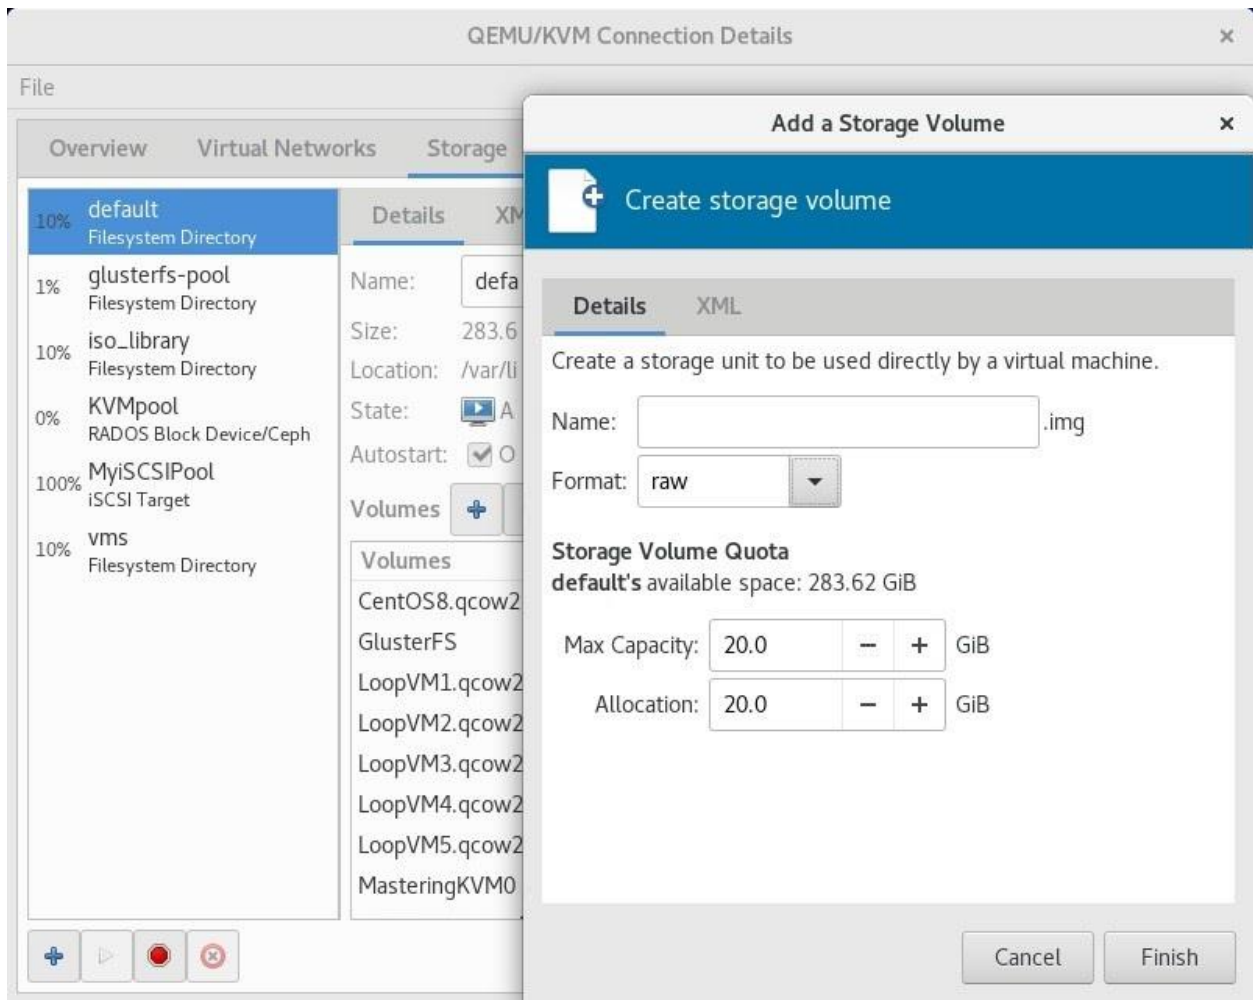 QEMU/KVM Connection Details
File
Overview Virtual Networks Storage
10% default
Filesystem Directory
1% glusterfs-pool
Filesystem Directory
10% iso_library
Filesystem Directory
0% KVMpool
RADOS Block Device/Ceph
100% MyiSCSIPool
iSCSI Target
10% vms
Filesystem Directory
Details XM
Name: defa
Size: 283.6
Location: /var/li
State: A
Autostart: O
Volumes
Volumes
CentOS8.qcow2
GlusterFS
LoopVM1.qcow2
LoopVM2.qcow2
LoopVM3.qcow2
LoopVM4.qcow2
LoopVM5.qcow2
MasteringKVM0
Add a Storage Volume
Create storage volume
Details XML
Create a storage unit to be used directly by a virtual machine.
Name: .img
Format: raw
Storage Volume Quota
default's available space: 283.62 GiB
Max Capacity: 20.0 GiB
Allocation: 20.0 GiB
Cancel Finish